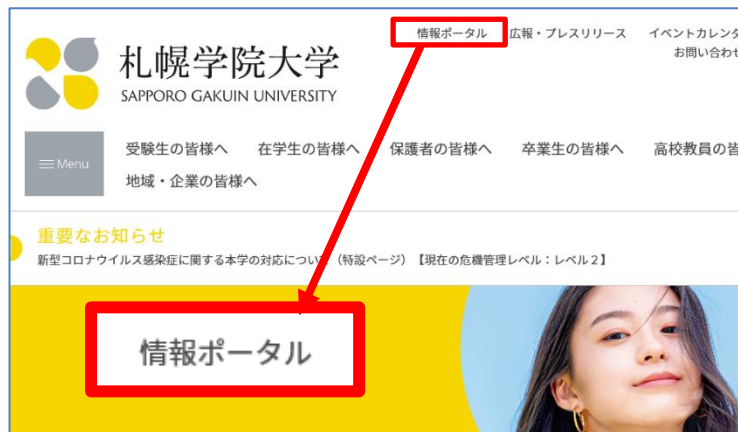 情報ポータル 広報・プレスリリース イベントカレンダ
お問い合わせ
札幌学院大学
SAPPORO GAKUIN UNIVERSITY
Menu
受験生の皆様へ 在学生の皆様へ 保護者の皆様へ 卒業生の皆様へ 高校教員の皆
地域・企業の皆様へ
重要なお知らせ
新型コロナウイルス感染症に関する本学の対応について（特設ページ）【現在の危機管理レベル：レベル２】
情報ポータル